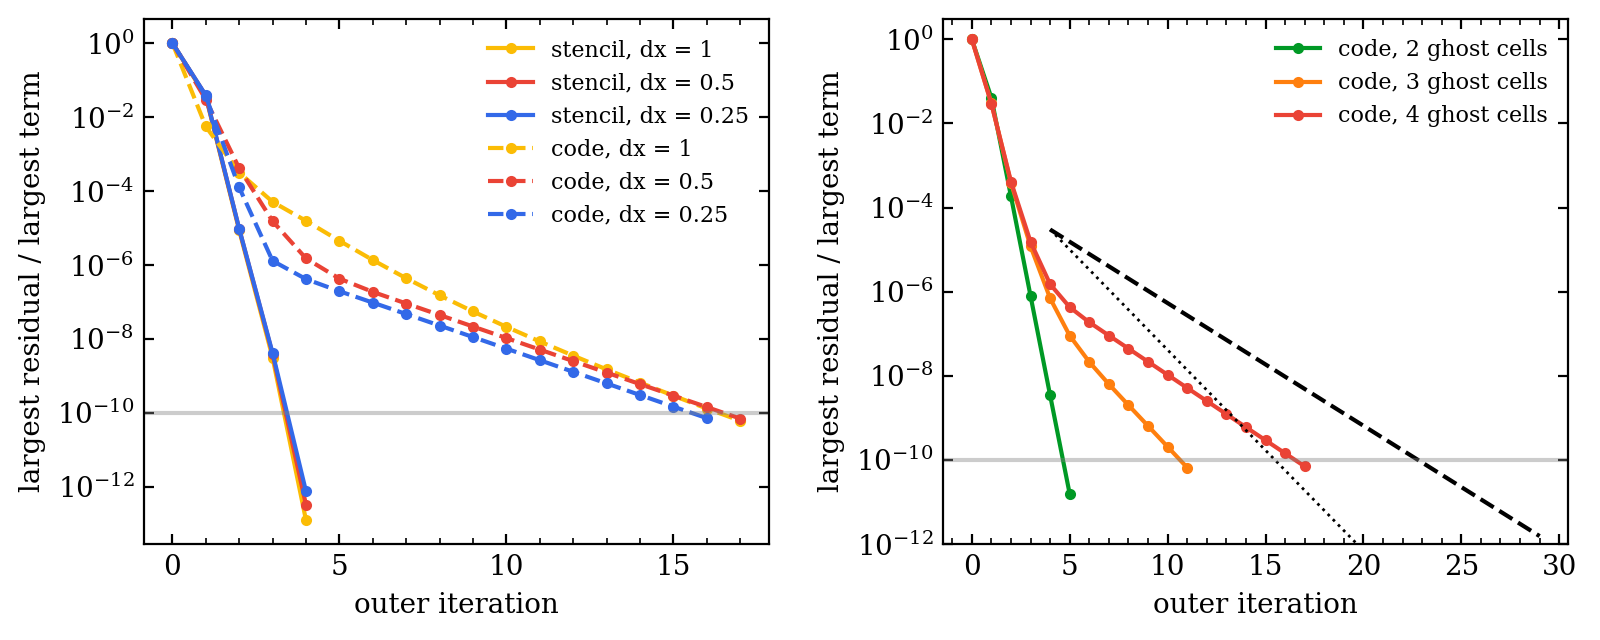 largest residual / largest term
10⁰
10⁻²
10⁻⁴
10⁻⁶
10⁻⁸
10⁻¹⁰
10⁻¹²
stencil, dx = 1
stencil, dx = 0.5
stencil, dx = 0.25
code, dx = 1
code, dx = 0.5
code, dx = 0.25
0 5 10 15
outer iteration
largest residual / largest term
10⁰
10⁻²
10⁻⁴
10⁻⁶
10⁻⁸
10⁻¹⁰
10⁻¹²
code, 2 ghost cells
code, 3 ghost cells
code, 4 ghost cells
0 5 10 15 20 25 30
outer iteration